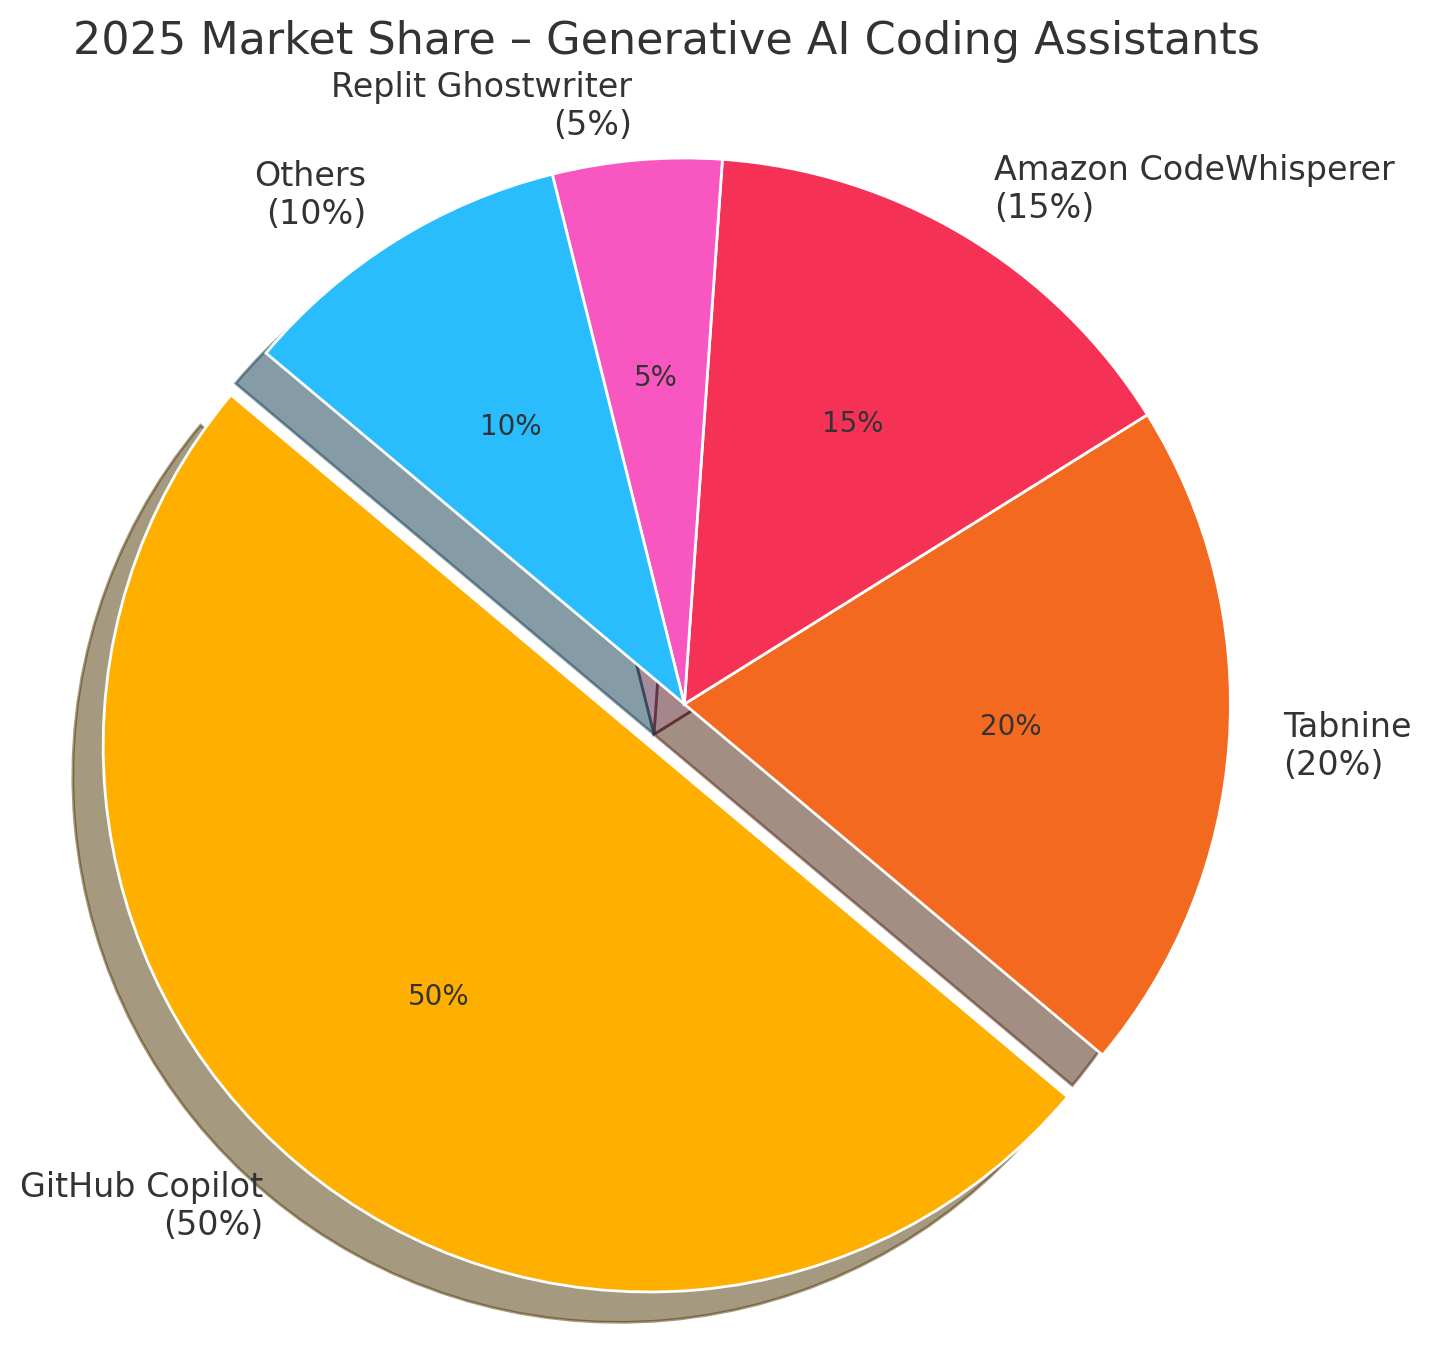 2025 Market Share – Generative AI Coding Assistants
Replit Ghostwriter
(5%)
Others
(10%)
Amazon CodeWhisperer
(15%)
5%
10%
15%
Tabnine
(20%)
20%
50%
GitHub Copilot
(50%)